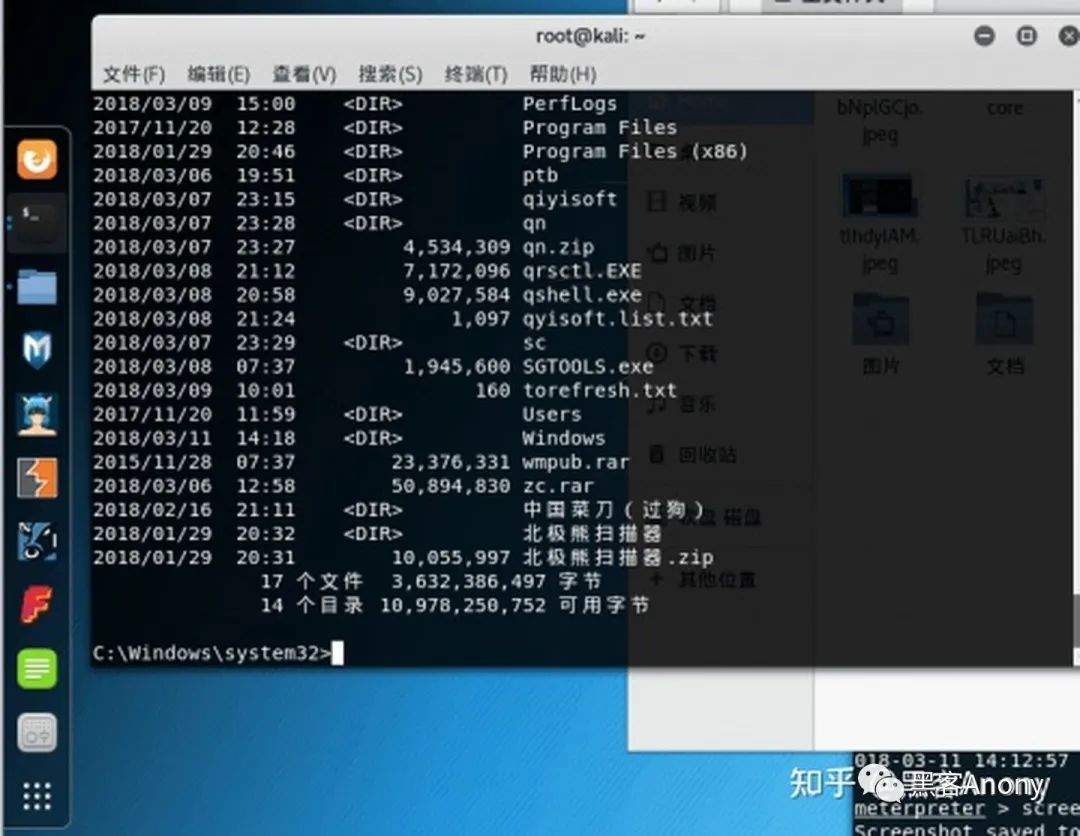 root@kali: ~
文件(F) 编辑(E) 查看(V) 搜索(S) 终端(T) 帮助(H)
2018/03/09 15:00 <DIR> PerfLogs
2017/11/20 12:28 <DIR> Program Files
2018/01/29 20:46 <DIR> Program Files (x86)
2018/03/06 19:51 <DIR> ptb
2018/03/07 23:15 <DIR> qiyisoft
2018/03/07 23:28 <DIR> qn
2018/03/07 23:27 4,534,309 qn.zip
2018/03/08 21:12 7,172,096 qrsctl.EXE
2018/03/08 20:58 9,027,584 qshell.exe
2018/03/08 21:24 1,097 qyisoft.list.txt
2018/03/07 23:29 <DIR> sc
2018/03/08 07:37 1,945,600 SGTOOLS.exe
2018/03/09 10:01 160 torefresh.txt
2017/11/20 11:59 <DIR> Users
2018/03/11 14:18 <DIR> Windows
2015/11/28 07:37 23,376,331 wmpub.rar
2018/03/06 12:58 50,894,830 zc.rar
2018/02/16 21:11 <DIR> 中国菜刀（过狗）
2018/01/29 20:32 <DIR> 北极熊扫描器
2018/01/29 20:31 10,055,997 北极熊扫描器.zip
17 个文件 3,632,386,497 字节
14 个目录 10,978,250,752 可用字节
C:\Windows\system32>
bNplGCjo.
jpeg
core
视频
图片
文档
下载
音乐
回收站
磁盘
其他位置
tlhdyIAM.
jpeg
TLRUaiBh.
jpeg
图片
文档
018-03-11 14:12:57
知乎
黑客Anony
meterpreter > scree
Screenshot saved to